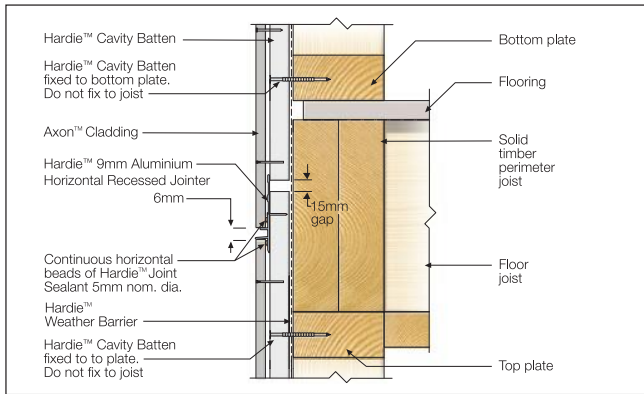 Hardie™ Cavity Batten
Hardie™ Cavity Batten
fixed to bottom plate.
Do not fix to joist
Axon™ Cladding
Hardie™ 9mm Aluminium
Horizontal Recessed Jointer
6mm
Continuous horizontal
beads of Hardie™ Joint
Sealant 5mm nom. dia.
Hardie™
Weather Barrier
Hardie™ Cavity Batten
fixed to to plate.
Do not fix to joist
15mm
gap
Bottom plate
Flooring
Solid
timber
perimeter
joist
Floor
joist
Top plate